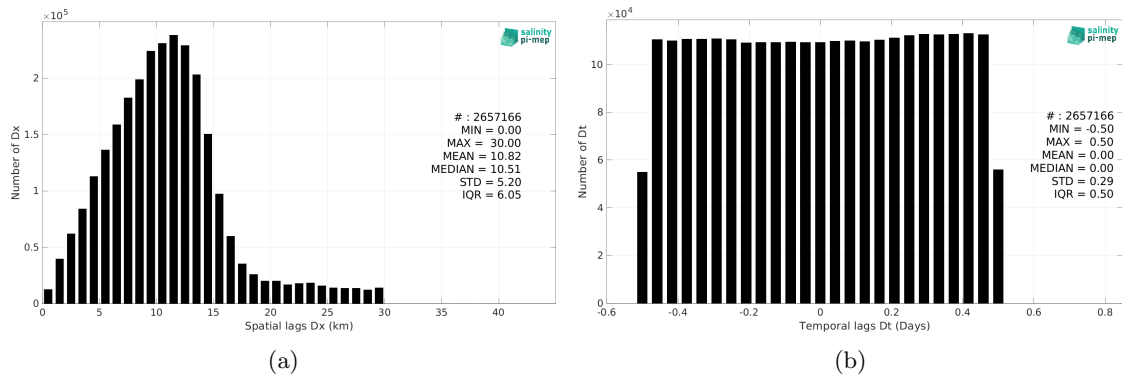 ×10⁵
2
1.5
1
0.5
0
Number of Dx
salinity
pi-mep
# : 2657166
MIN = 0.00
MAX = 30.00
MEAN = 10.82
MEDIAN = 10.51
STD = 5.20
IQR = 6.05
0 5 10 15 20 25 30 35 40
Spatial lags Dx (km)
(a)
×10⁴
10
8
6
4
2
0
Number of Dt
salinity
pi-mep
# : 2657166
MIN = -0.50
MAX = 0.50
MEAN = 0.00
MEDIAN = 0.00
STD = 0.29
IQR = 0.50
-0.6 -0.4 -0.2 0 0.2 0.4 0.6 0.8
Temporal lags Dt (Days)
(b)